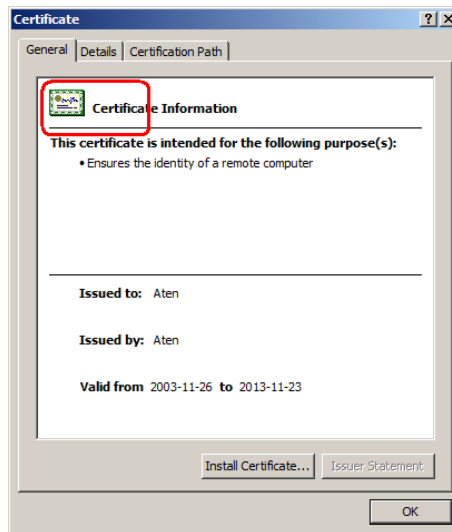 Certificate
General Details Certification Path
Certificate Information
This certificate is intended for the following purpose(s):
• Ensures the identity of a remote computer
Issued to: Aten
Issued by: Aten
Valid from 2003-11-26 to 2013-11-23
Install Certificate... Issuer Statement
OK